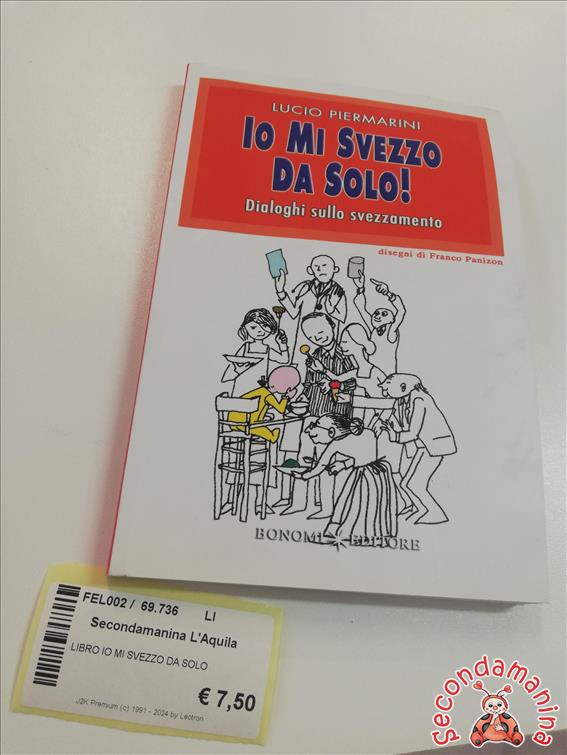 LUCIO PIERMARINI
IO MI SVEZZO
DA SOLO!
Dialoghi sullo svezzamento
disegni di Franco Panizon
BONOMI EDITORE
FEL002 / 69.736 LI
Secondamanina L'Aquila
LIBRO IO MI SVEZZO DA SOLO
€ 7,50
J2K Premium (c) 1991 - 2024 by Lectron
Secondamanina